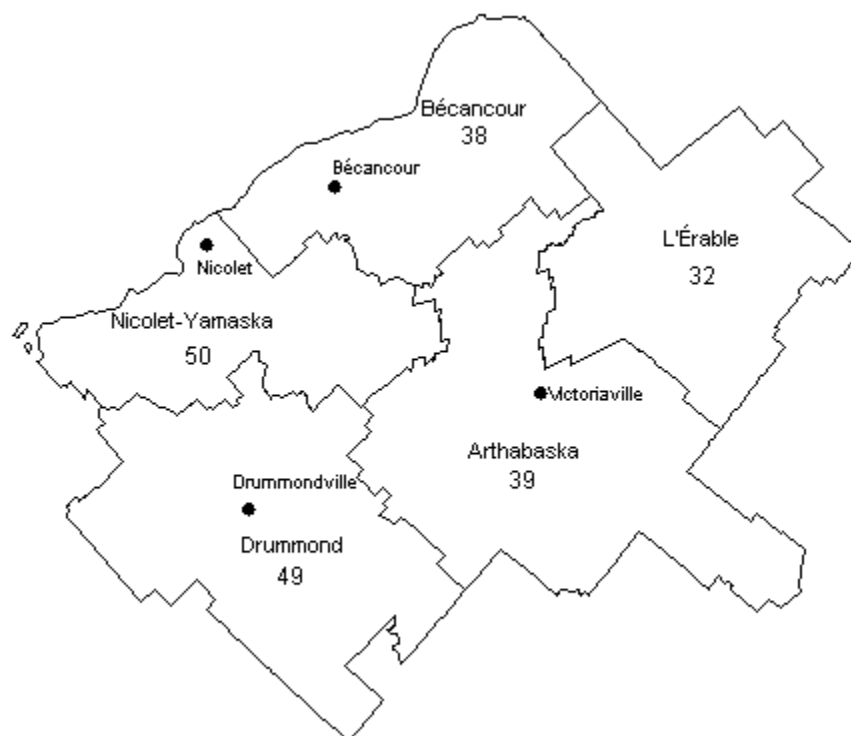 Bécancour
38
Bécancour
L'Érable
32
Nicolet
Nicolet-Yamaska
50
Victoriaville
Arthabaska
39
Drummondville
Drummond
49